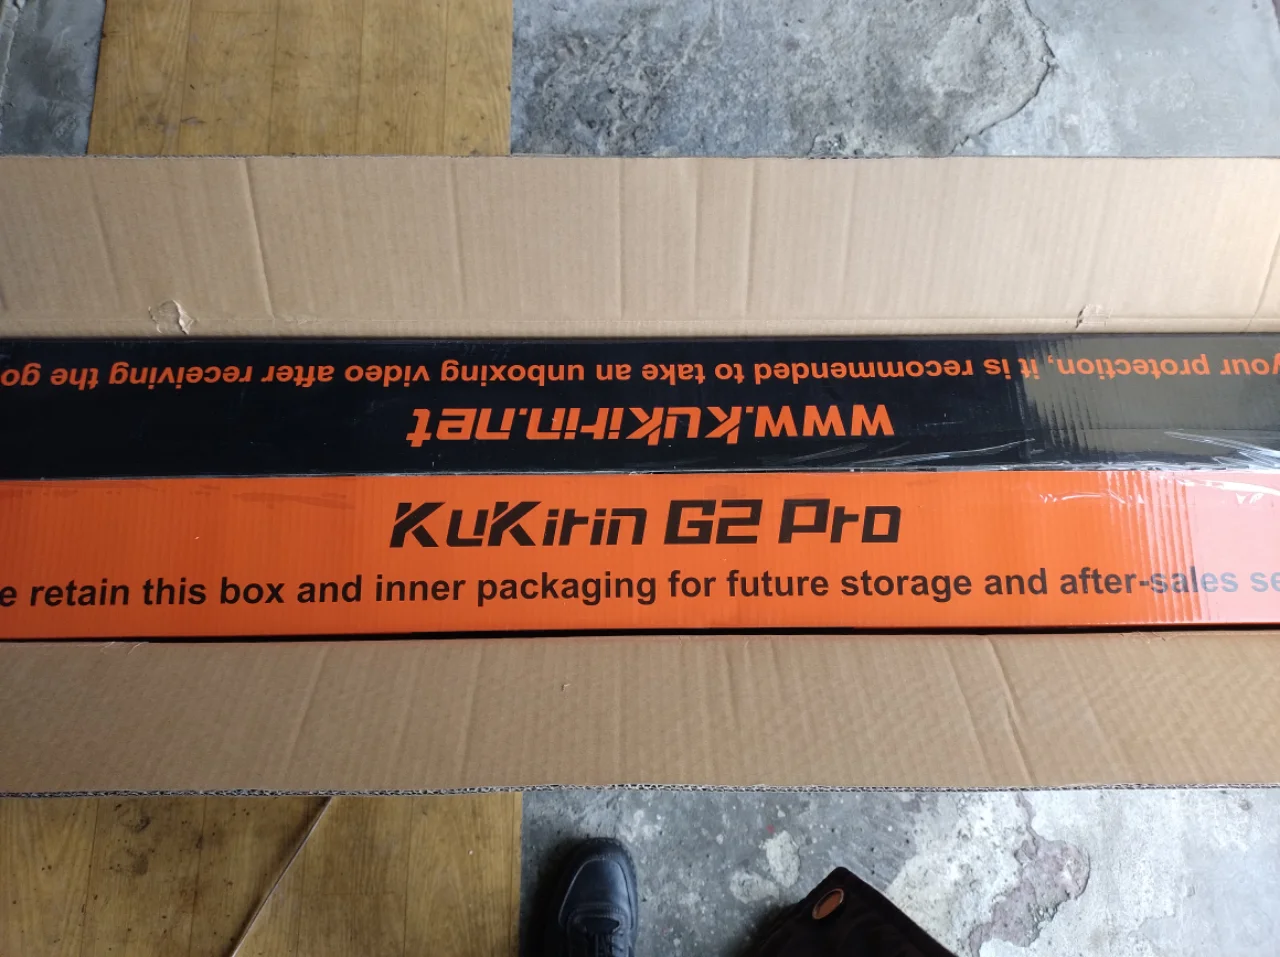 your protection, it is recommended to take an unboxing video after receiving the go
www.kukirin.net
KuKirin G2 Pro
e retain this box and inner packaging for future storage and after-sales se